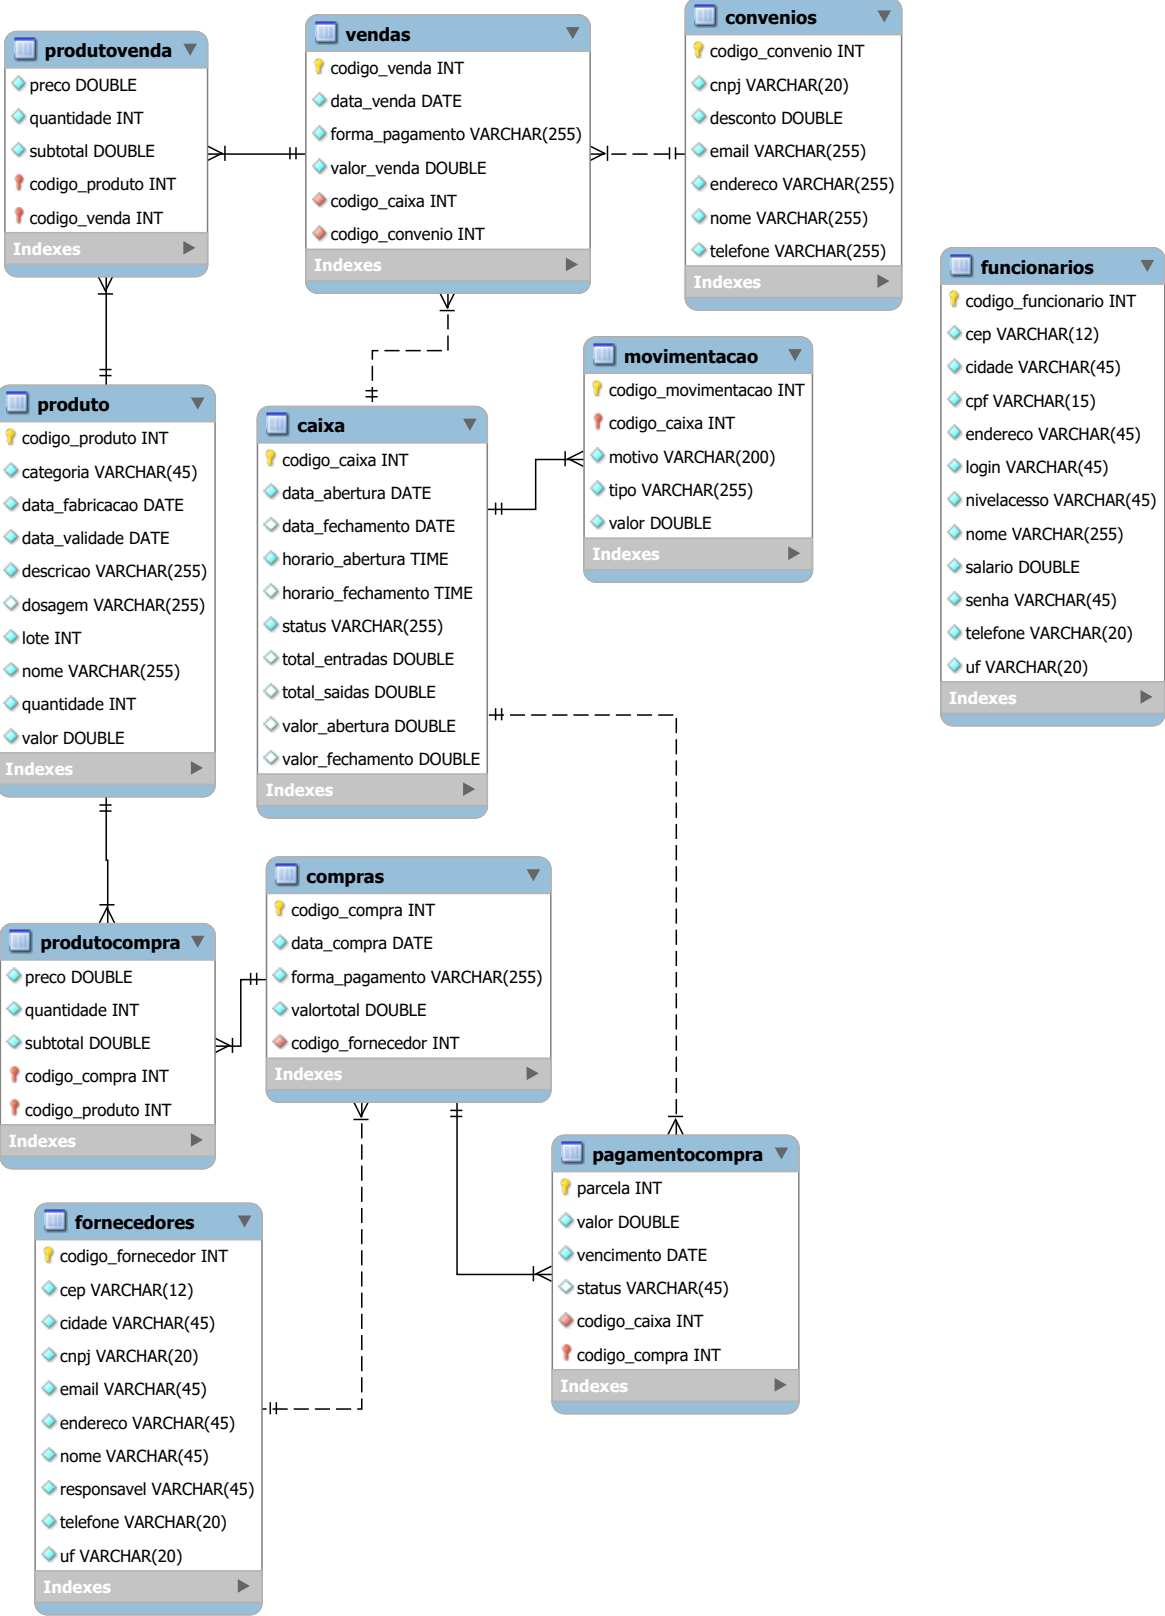 produtovenda
preco DOUBLE
quantidade INT
subtotal DOUBLE
codigo_produto INT
codigo_venda INT
Indexes
vendas
codigo_venda INT
data_venda DATE
forma_pagamento VARCHAR(255)
valor_venda DOUBLE
codigo_caixa INT
codigo_convenio INT
Indexes
convenios
codigo_convenio INT
cnpj VARCHAR(20)
desconto DOUBLE
email VARCHAR(255)
endereco VARCHAR(255)
nome VARCHAR(255)
telefone VARCHAR(255)
Indexes
funcionarios
codigo_funcionario INT
cep VARCHAR(12)
cidade VARCHAR(45)
cpf VARCHAR(15)
endereco VARCHAR(45)
login VARCHAR(45)
nivelacesso VARCHAR(45)
nome VARCHAR(255)
salario DOUBLE
senha VARCHAR(45)
telefone VARCHAR(20)
uf VARCHAR(20)
Indexes
movimentacao
codigo_movimentacao INT
codigo_caixa INT
motivo VARCHAR(200)
tipo VARCHAR(255)
valor DOUBLE
Indexes
produto
codigo_produto INT
categoria VARCHAR(45)
data_fabricacao DATE
data_validade DATE
descricao VARCHAR(255)
dosagem VARCHAR(255)
lote INT
nome VARCHAR(255)
quantidade INT
valor DOUBLE
Indexes
caixa
codigo_caixa INT
data_abertura DATE
data_fechamento DATE
horario_abertura TIME
horario_fechamento TIME
status VARCHAR(255)
total_entradas DOUBLE
total_saidas DOUBLE
valor_abertura DOUBLE
valor_fechamento DOUBLE
Indexes
compras
codigo_compra INT
data_compra DATE
forma_pagamento VARCHAR(255)
valortotal DOUBLE
codigo_fornecedor INT
Indexes
produtocompra
preco DOUBLE
quantidade INT
subtotal DOUBLE
codigo_compra INT
codigo_produto INT
Indexes
pagamentocompra
parcela INT
valor DOUBLE
vencimento DATE
status VARCHAR(45)
codigo_caixa INT
codigo_compra INT
Indexes
fornecedores
codigo_fornecedor INT
cep VARCHAR(12)
cidade VARCHAR(45)
cnpj VARCHAR(20)
email VARCHAR(45)
endereco VARCHAR(45)
nome VARCHAR(45)
responsavel VARCHAR(45)
telefone VARCHAR(20)
uf VARCHAR(20)
Indexes